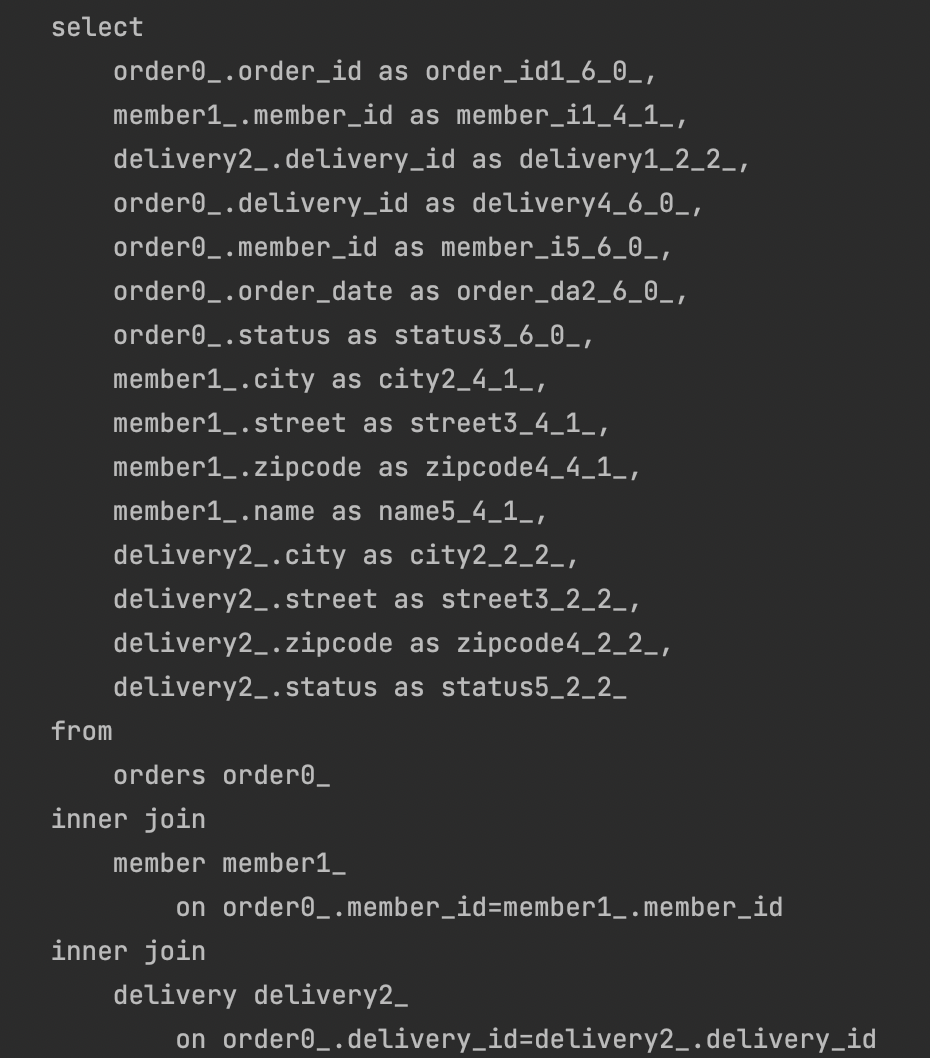 select
order0_.order_id as order_id1_6_0_,
member1_.member_id as member_i1_4_1_,
delivery2_.delivery_id as delivery1_2_2_,
order0_.delivery_id as delivery4_6_0_,
order0_.member_id as member_i5_6_0_,
order0_.order_date as order_da2_6_0_,
order0_.status as status3_6_0_,
member1_.city as city2_4_1_,
member1_.street as street3_4_1_,
member1_.zipcode as zipcode4_4_1_,
member1_.name as name5_4_1_,
delivery2_.city as city2_2_2_,
delivery2_.street as street3_2_2_,
delivery2_.zipcode as zipcode4_2_2_,
delivery2_.status as status5_2_2_
from
orders order0_
inner join
member member1_
on order0_.member_id=member1_.member_id
inner join
delivery delivery2_
on order0_.delivery_id=delivery2_.delivery_id